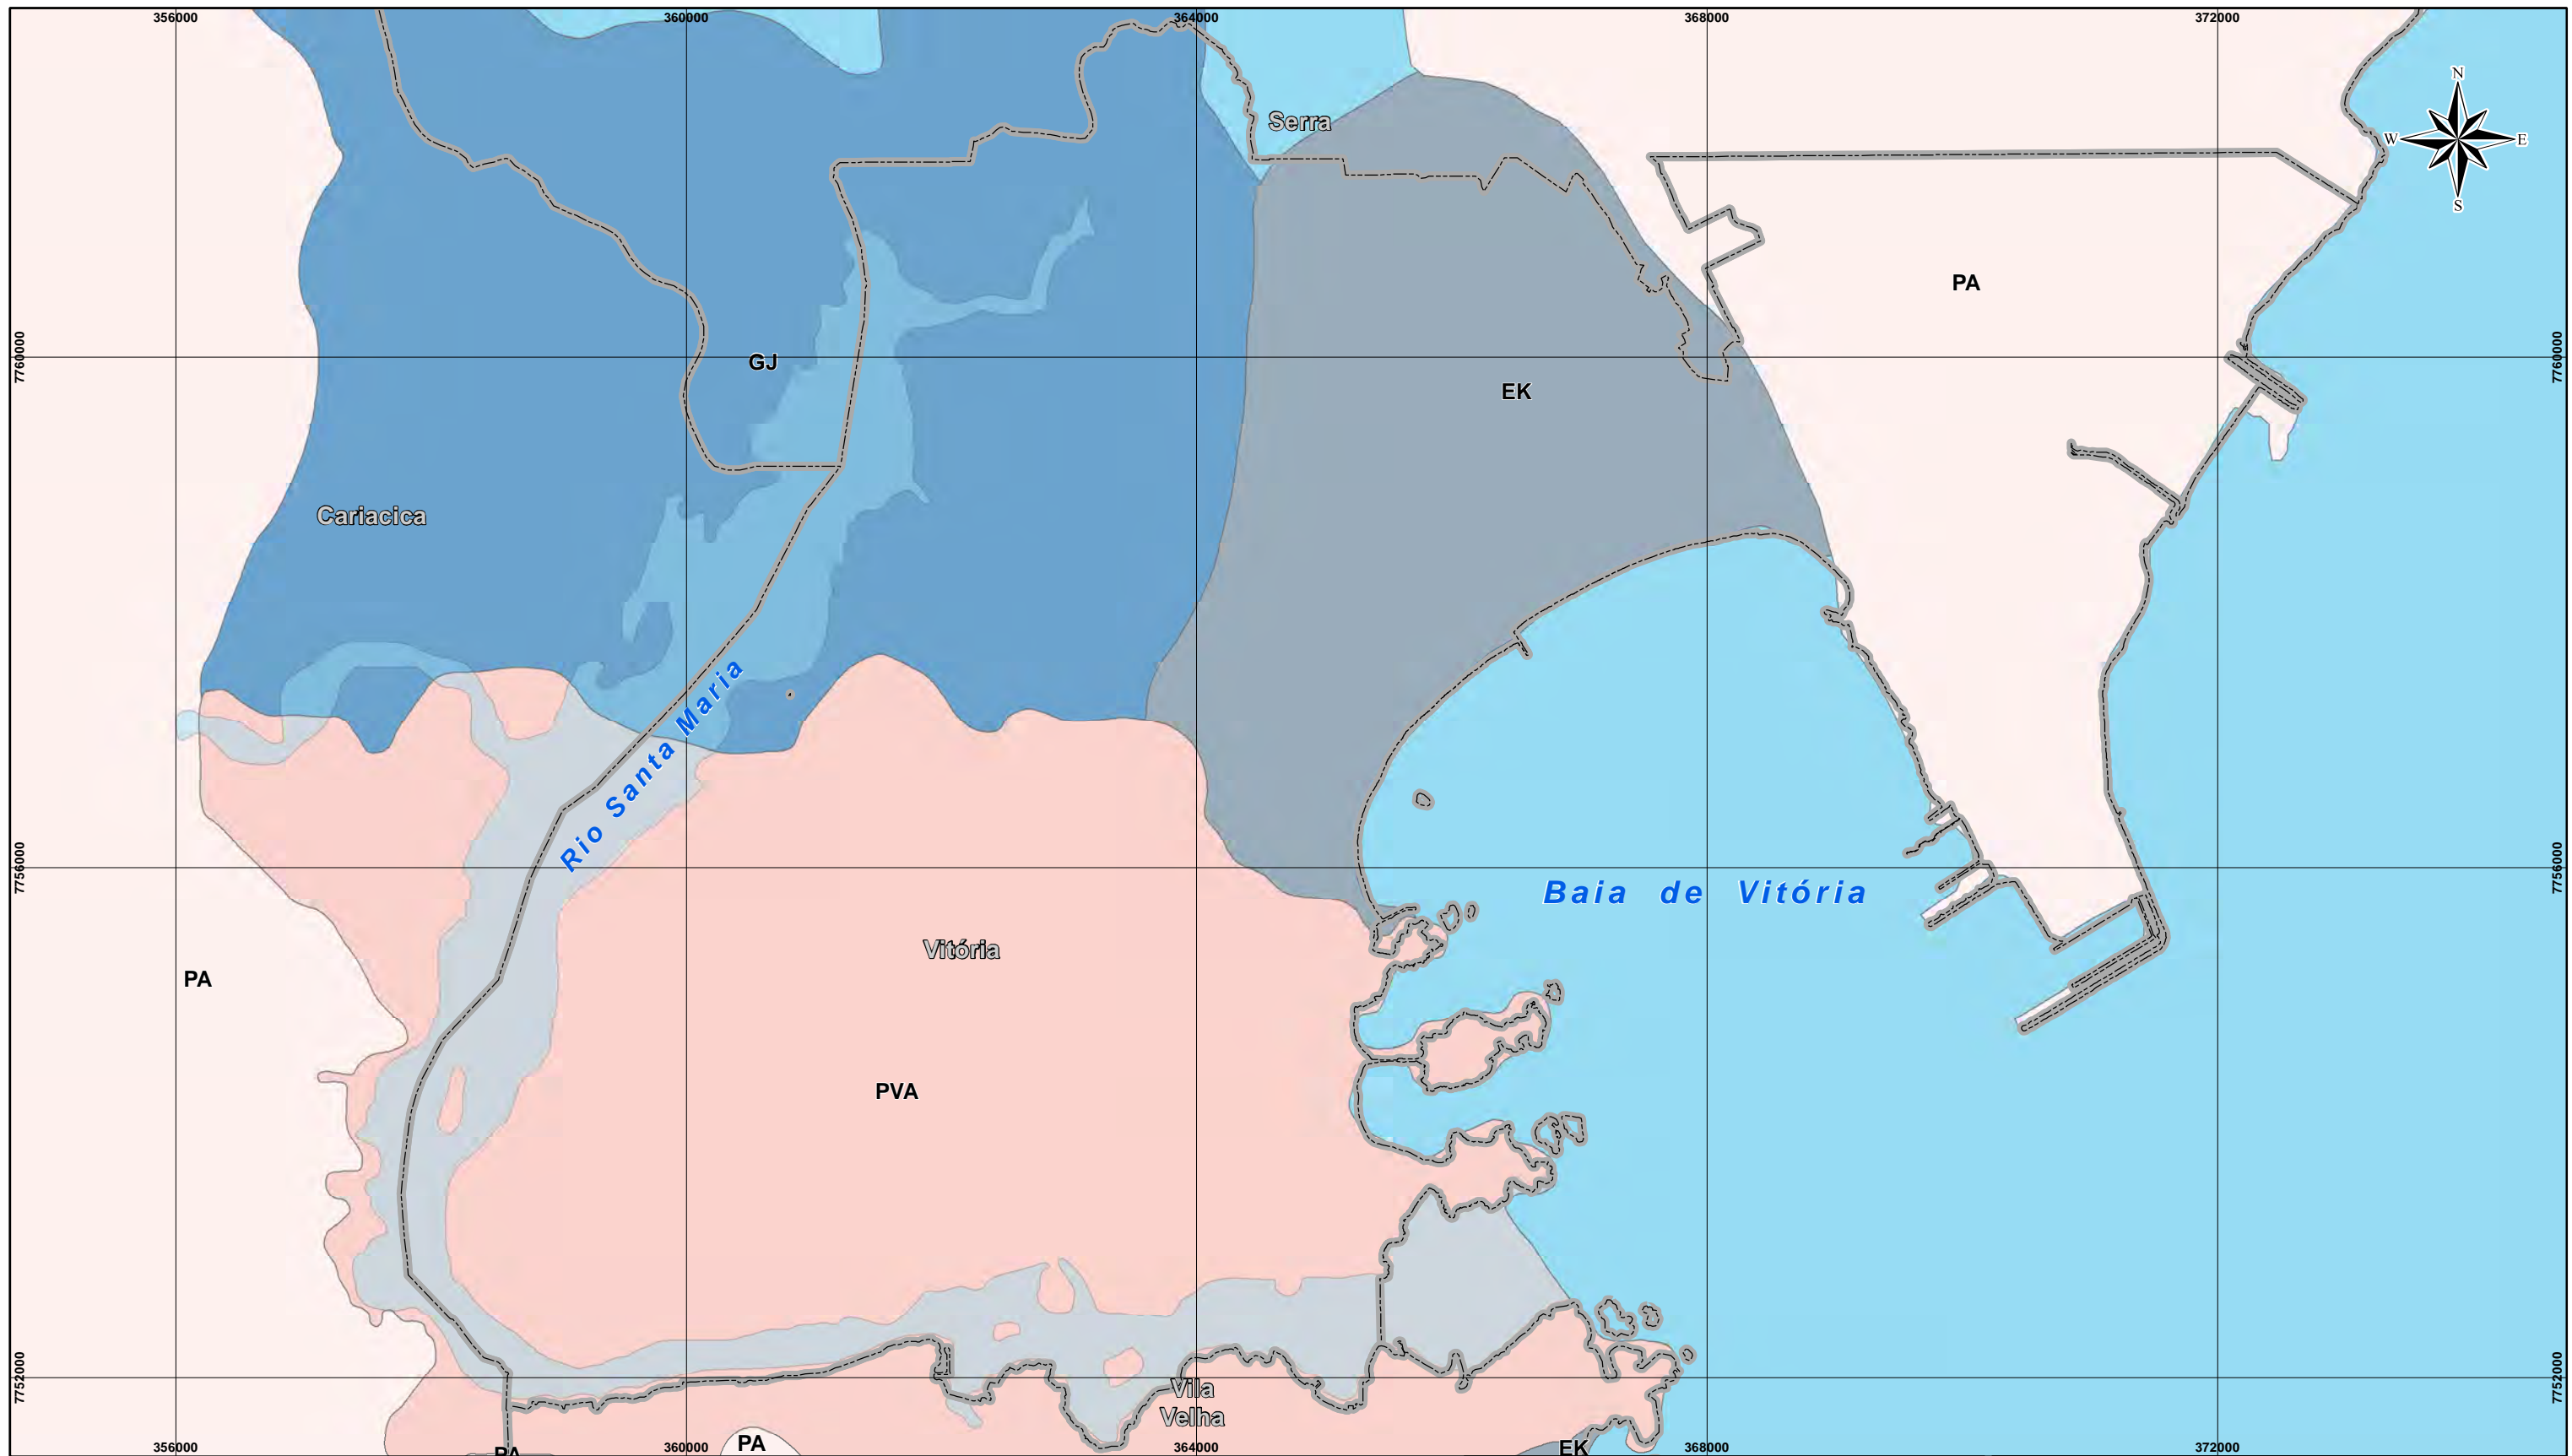 356000 360000 364000 368000 372000
N
W E
S
Serra
PA
7760000 7760000
GJ
EK
Cariacica
Rio Santa Maria
7756000 7756000
Baia de Vitória
Vitória
PA
PVA
7752000 7752000
Vila
Velha
PA PA EK
356000 360000 364000 368000 372000